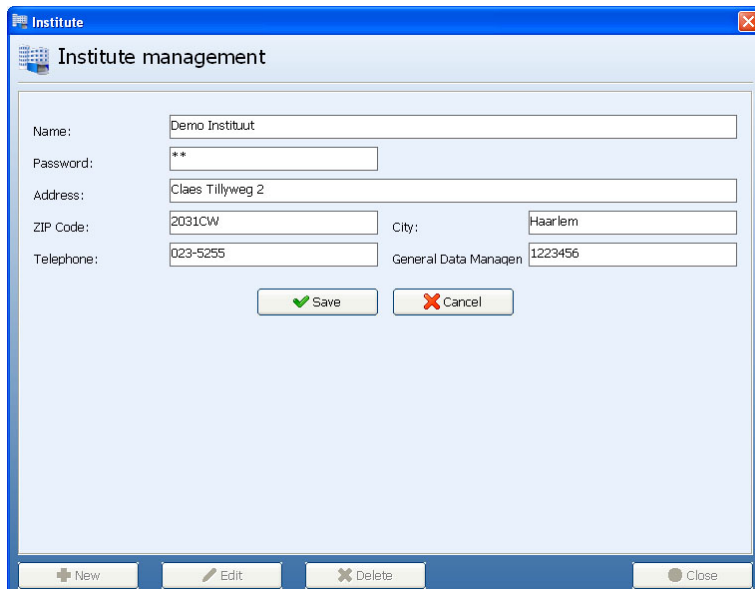 Institute
Institute management
Name: Demo Instituut
Password: **
Address: Claes Tillyweg 2
ZIP Code: 2031CW City: Haarlem
Telephone: 023-5255 General Data Managen 1223456
Save Cancel
New Edit Delete Close